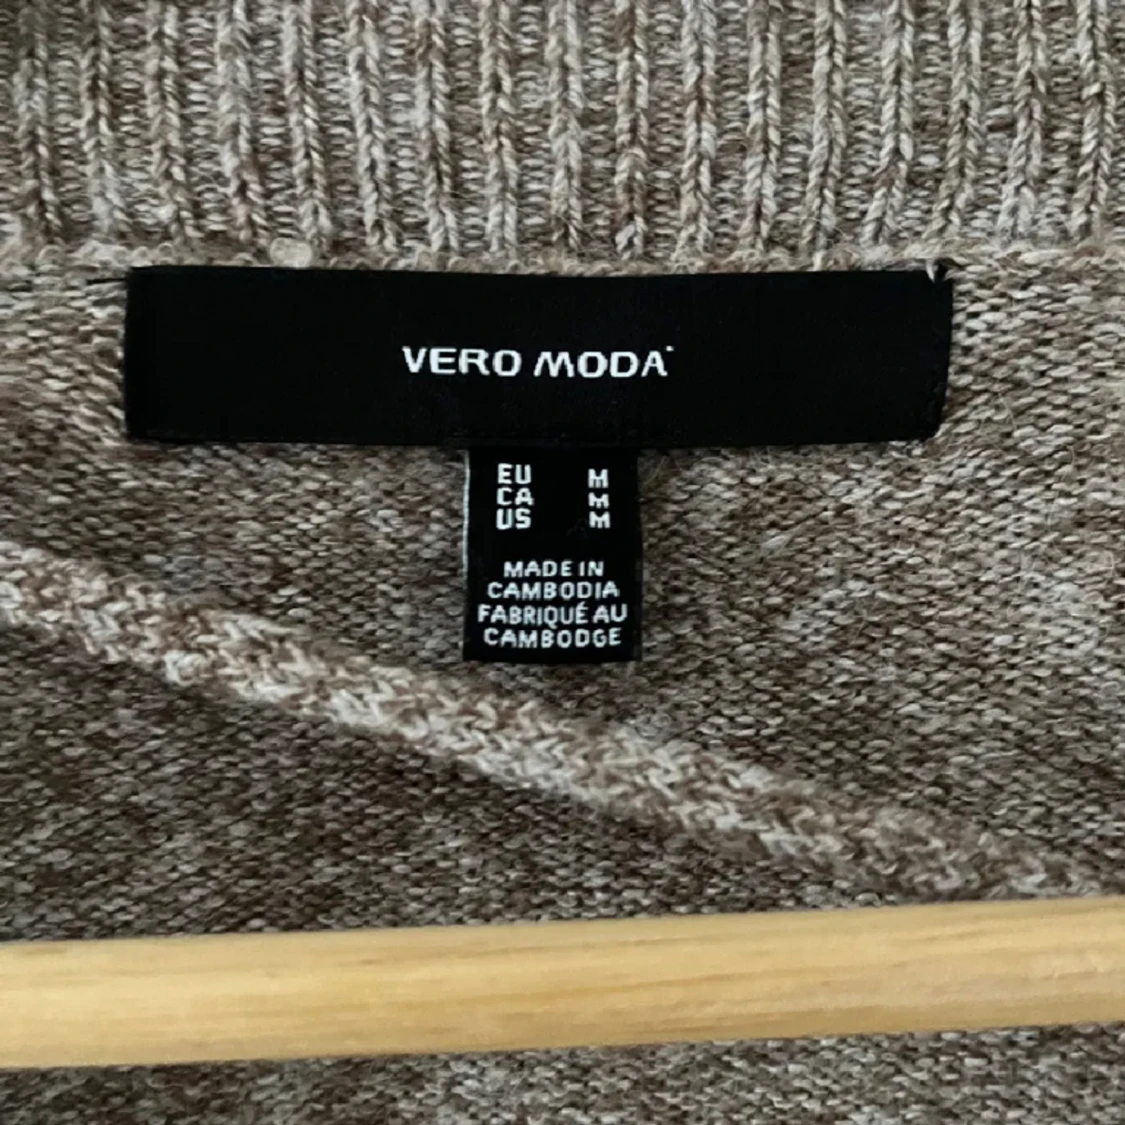 VERO MODA
EU M
CA M
US M
MADE IN
CAMBODIA
FABRIQUÉ AU
CAMBODGE